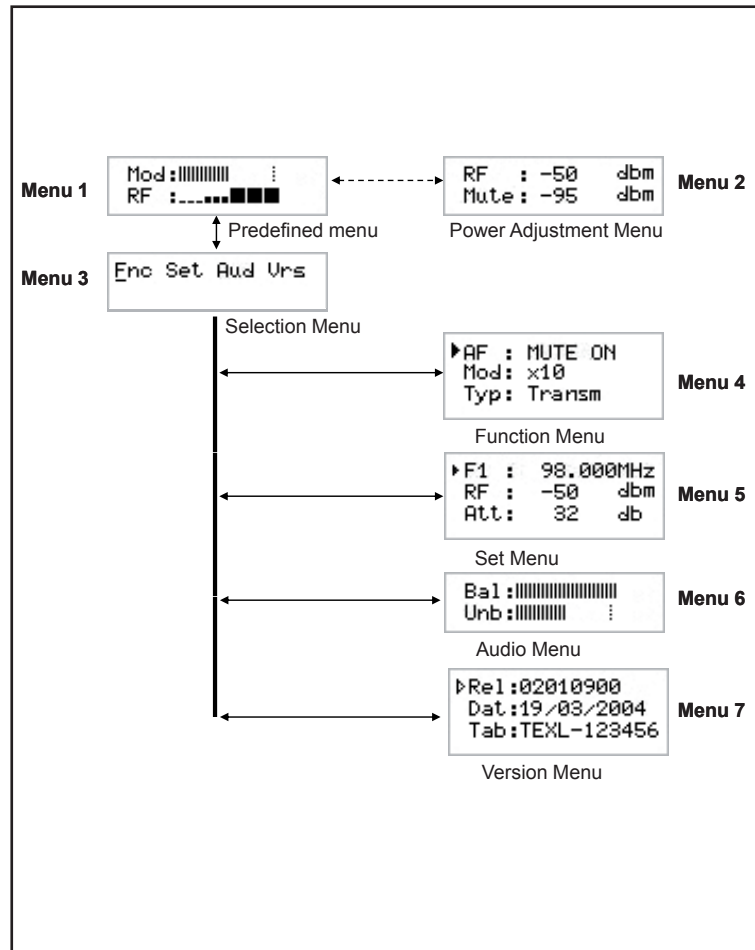 Menu 1
Mod:
RF :
Predefined menu
RF : -50 dbm
Mute: -95 dbm
Menu 2
Power Adjustment Menu
Menu 3
Fnc Set Aud Vrs
Selection Menu
AF : MUTE ON
Mod: x10
Typ: Transm
Menu 4
Function Menu
F1 : 98.000MHz
RF : -50 dbm
Att: 32 db
Menu 5
Set Menu
Bal:
Unb:
Menu 6
Audio Menu
Rel:02010900
Dat:19/03/2004
Tab:TEXL-123456
Menu 7
Version Menu